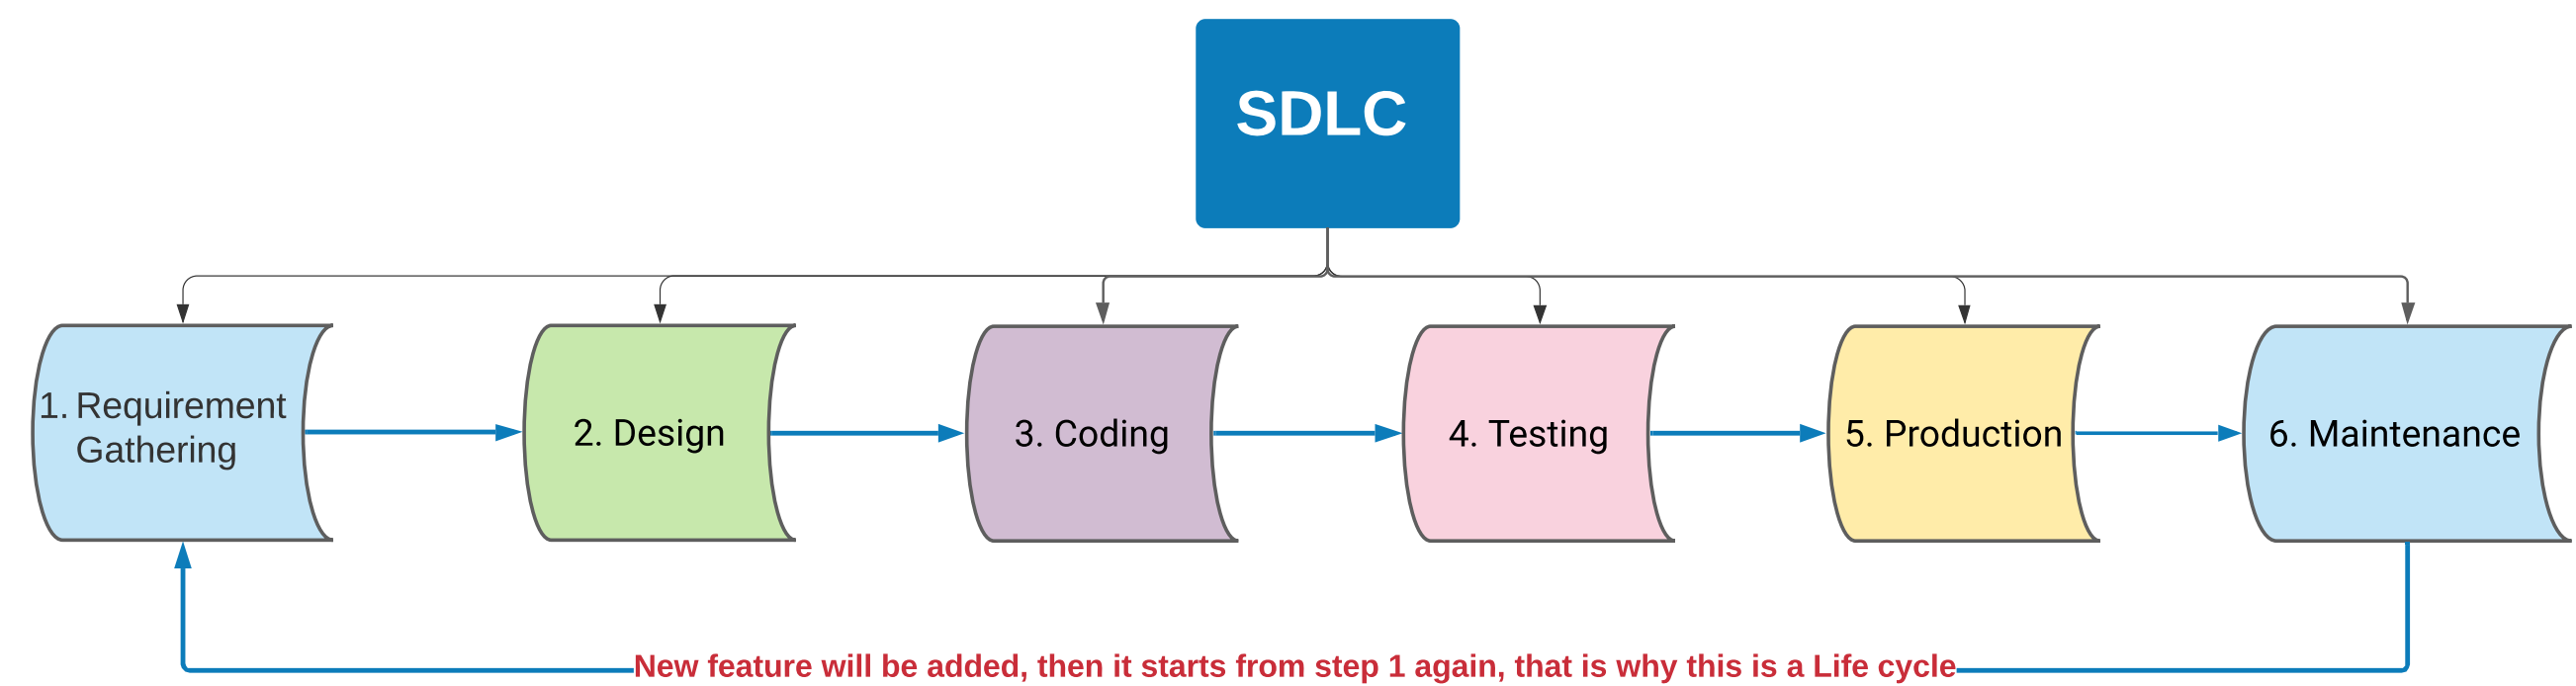 SDLC
1. Requirement
Gathering
2. Design
3. Coding
4. Testing
5. Production
6. Maintenance
New feature will be added, then it starts from step 1 again, that is why this is a Life cycle